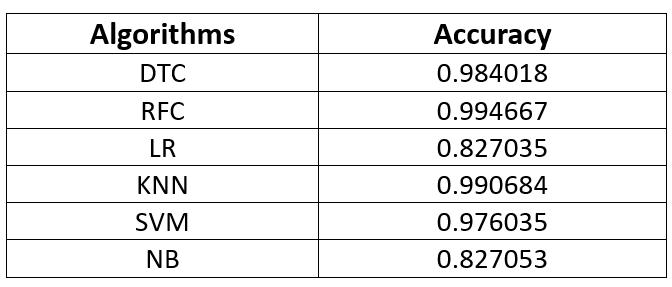 Algorithms Accuracy
DTC 0.984018
RFC 0.994667
LR 0.827035
KNN 0.990684
SVM 0.976035
NB 0.827053